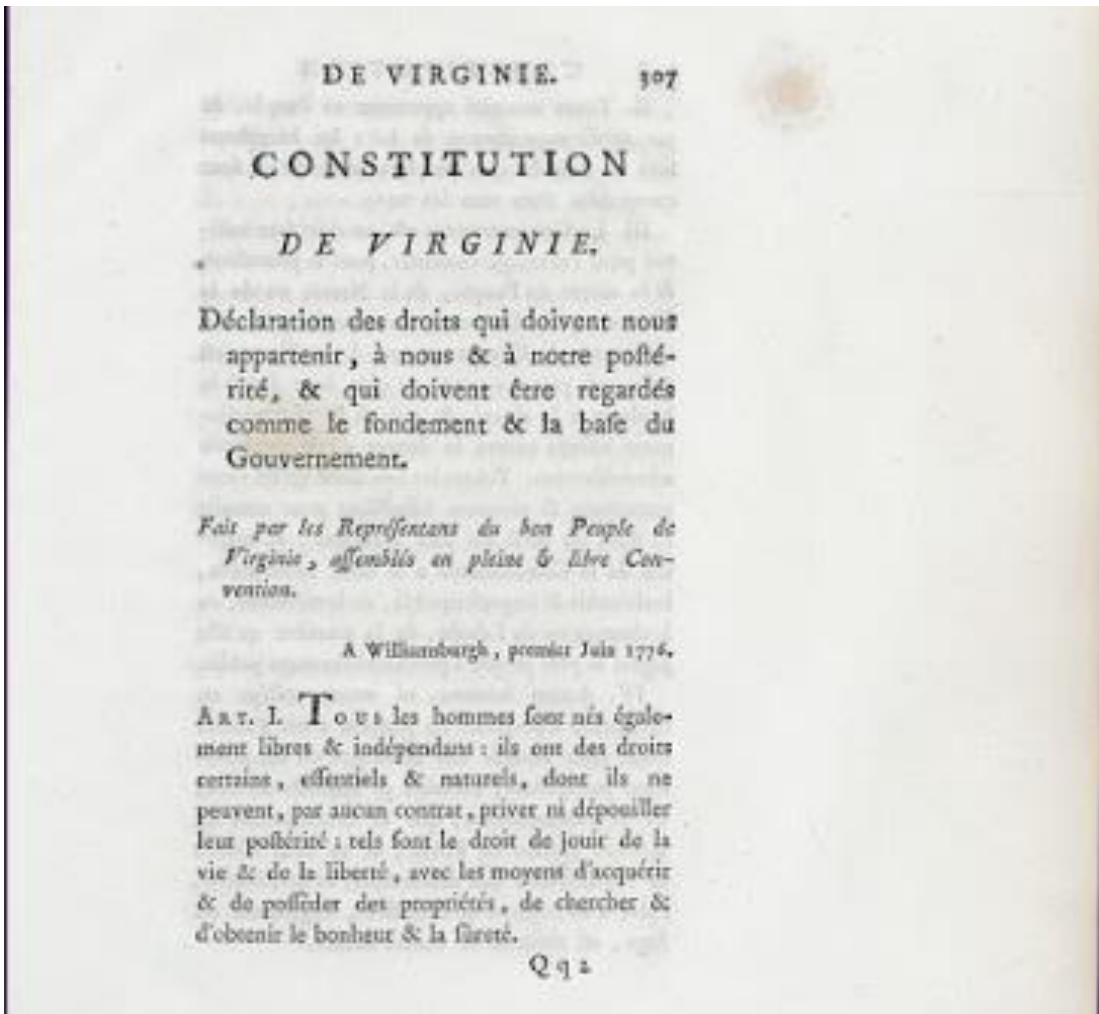 DE VIRGINIE. 307
CONSTITUTION
DE VIRGINIE.
Déclaration des droits qui doivent nous
appartenir, à nous & à notre posté-
rité, & qui doivent être regardés
comme le fondement & la base du
Gouvernement.
Fait par les Représentans du bon Peuple de
Virginie, assemblés en pleine & libre Con-
vention.
A Williamsburgh, premier Juin 1776.
ART. I. Tous les hommes sont nés égale-
ment libres & indépendans : ils ont des droits
certains, essentiels & naturels, dont ils ne
peuvent, par aucun contrat, priver ni dépouiller
leur postérité : tels sont le droit de jouir de la
vie & de la liberté, avec les moyens d'acquérir
& de posséder des propriétés, de chercher &
d'obtenir le bonheur & la sûreté.
Qq2